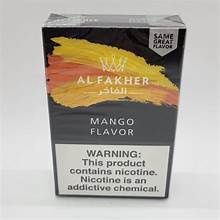 SAME
GREAT
FLAVOR
AL FAKHER
الفاخر
MANGO
FLAVOR
WARNING:
This product
contains nicotine.
Nicotine is an
addictive chemical.